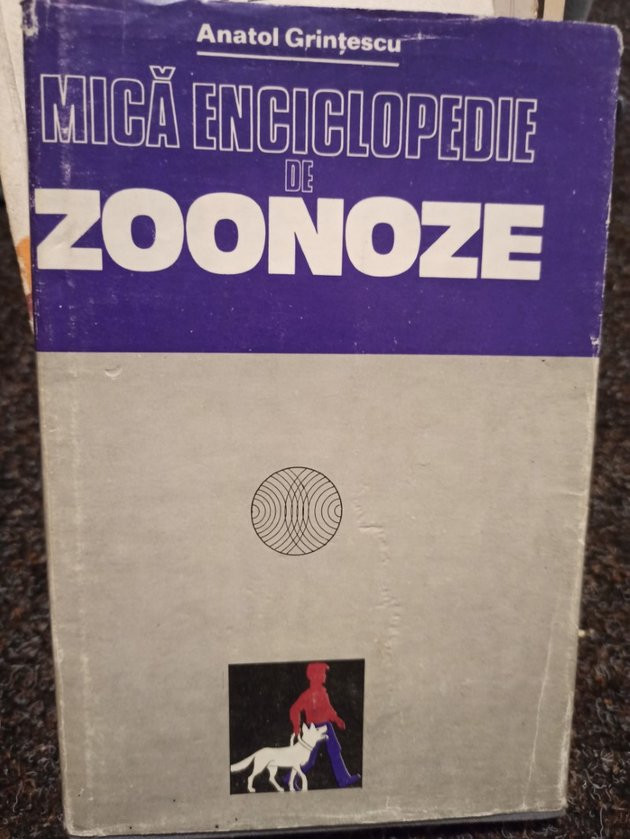 Anatol Grințescu
MICĂ ENCICLOPEDIE
DE
ZOONOZE